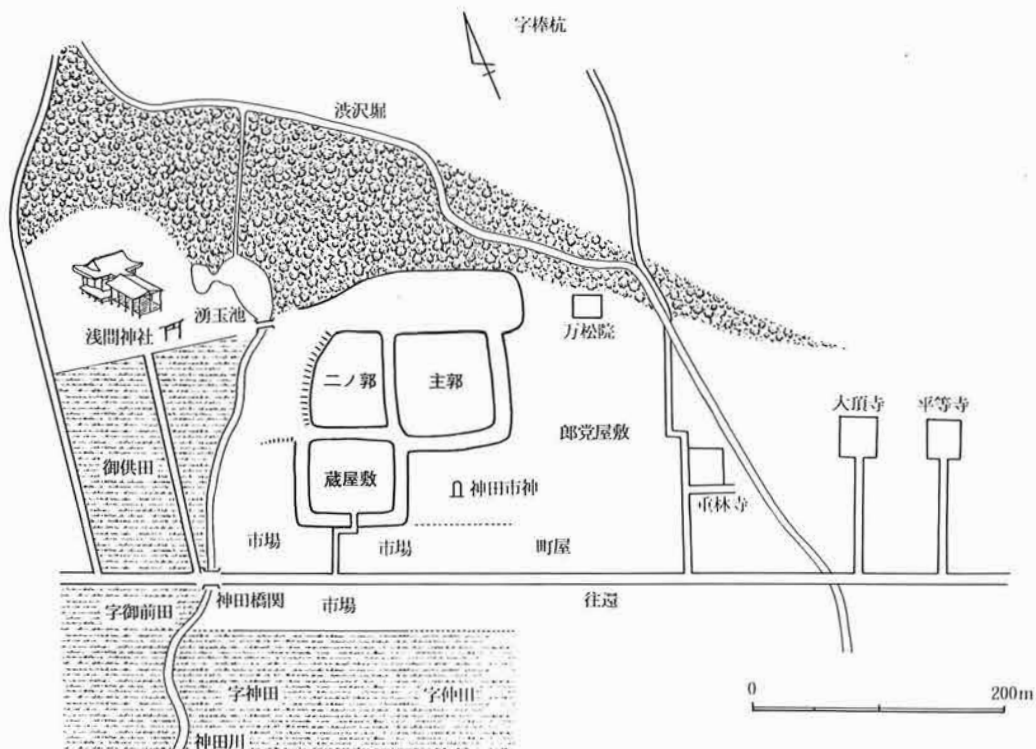 字棒杭
渋沢堀
湧玉池
浅間神社
万松院
二ノ郭
主郭
大頂寺
平等寺
郎党屋敷
御供田
蔵屋敷
神田市神
重林寺
市場
市場
町屋
字御前田
神田橋関
市場
往還
字神田
字仲田
神田川
0
200m